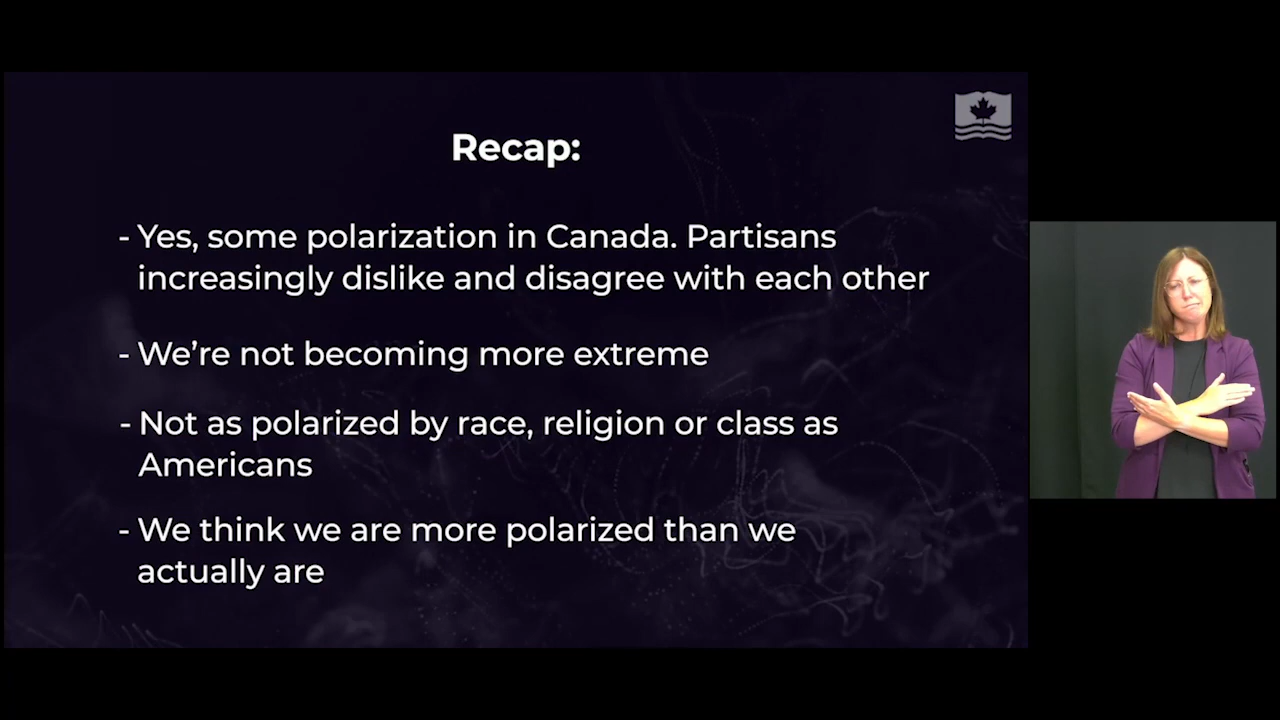 Recap:
- Yes, some polarization in Canada. Partisans
increasingly dislike and disagree with each other
- We’re not becoming more extreme
- Not as polarized by race, religion or class as
Americans
- We think we are more polarized than we
actually are